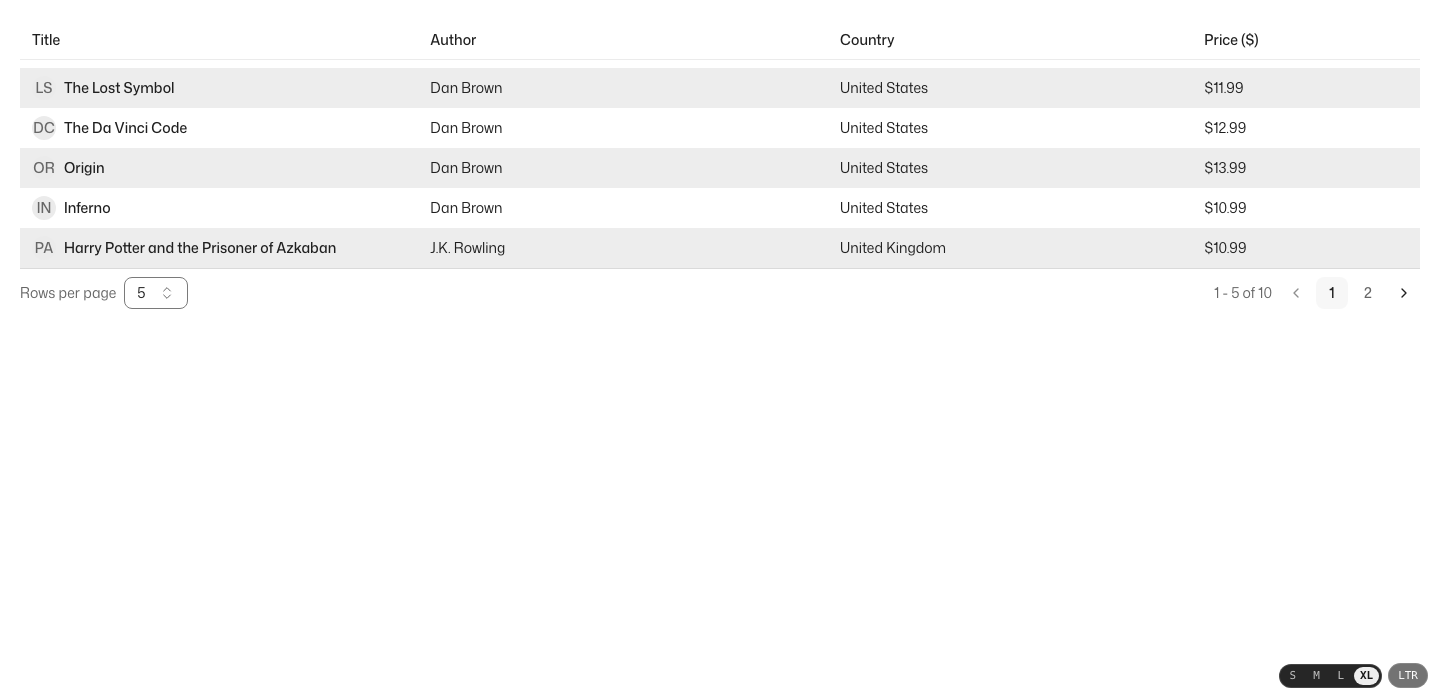 Title Author Country Price ($)
LS The Lost Symbol Dan Brown United States $11.99
DC The Da Vinci Code Dan Brown United States $12.99
OR Origin Dan Brown United States $13.99
IN Inferno Dan Brown United States $10.99
PA Harry Potter and the Prisoner of Azkaban J.K. Rowling United Kingdom $10.99
Rows per page 5 1 - 5 of 10 1 2
S M L XL LTR